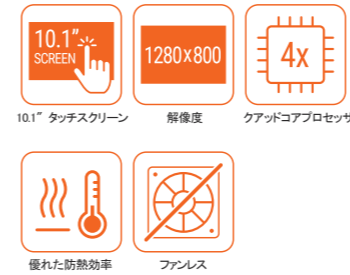 10.1"
SCREEN
1280x800
4x
10.1" タッチスクリーン
解像度
クアッドコアプロセッサ
優れた防熱効率
ファンレス